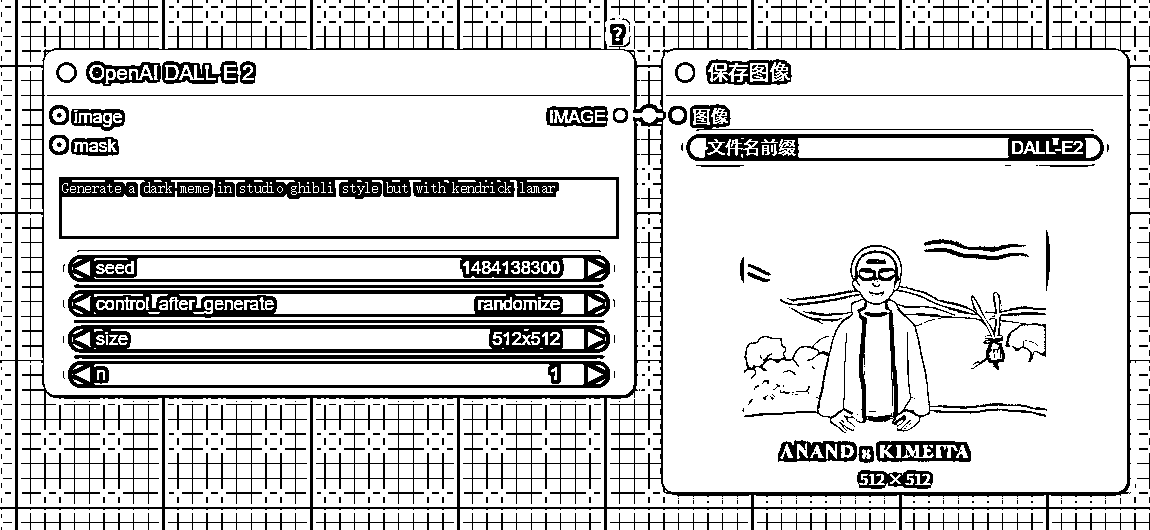 ?
OpenAI DALL·E 2
image
IMAGE
mask
Generate a dark meme in studio ghibli style but with kendrick lamar
seed 1484138300
control_after_generate randomize
size 512x512
n 1
保存图像
图像
文件名前缀 DALL·E2
ANAND & KIMEITA
512 × 512